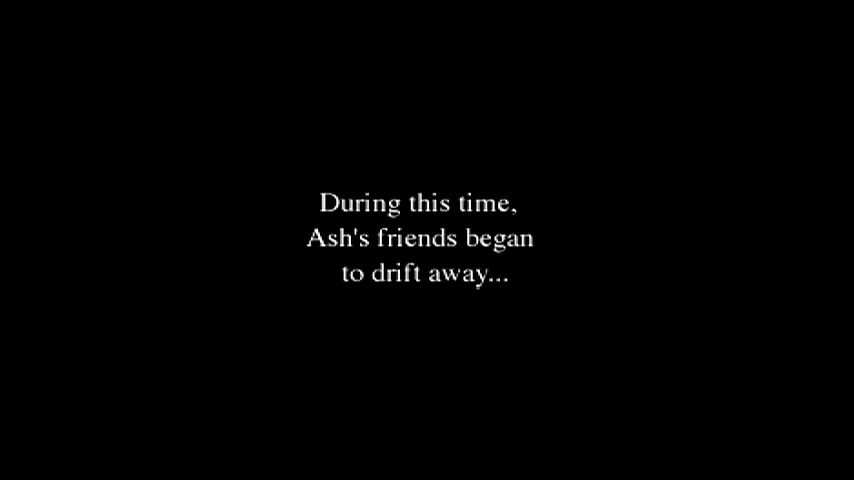 During this time,
Ash's friends began
to drift away...